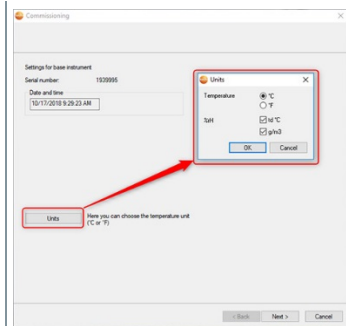 Commissioning
Settings for base instrument
Serial number: 1939995
Date and time
10/17/2018 9:29:23 AM
Units
Temperature
°C
°F
%rH
td °C
g/m3
OK
Cancel
Units
Here you can choose the temperature unit
(°C or °F)
< Back
Next >
Cancel